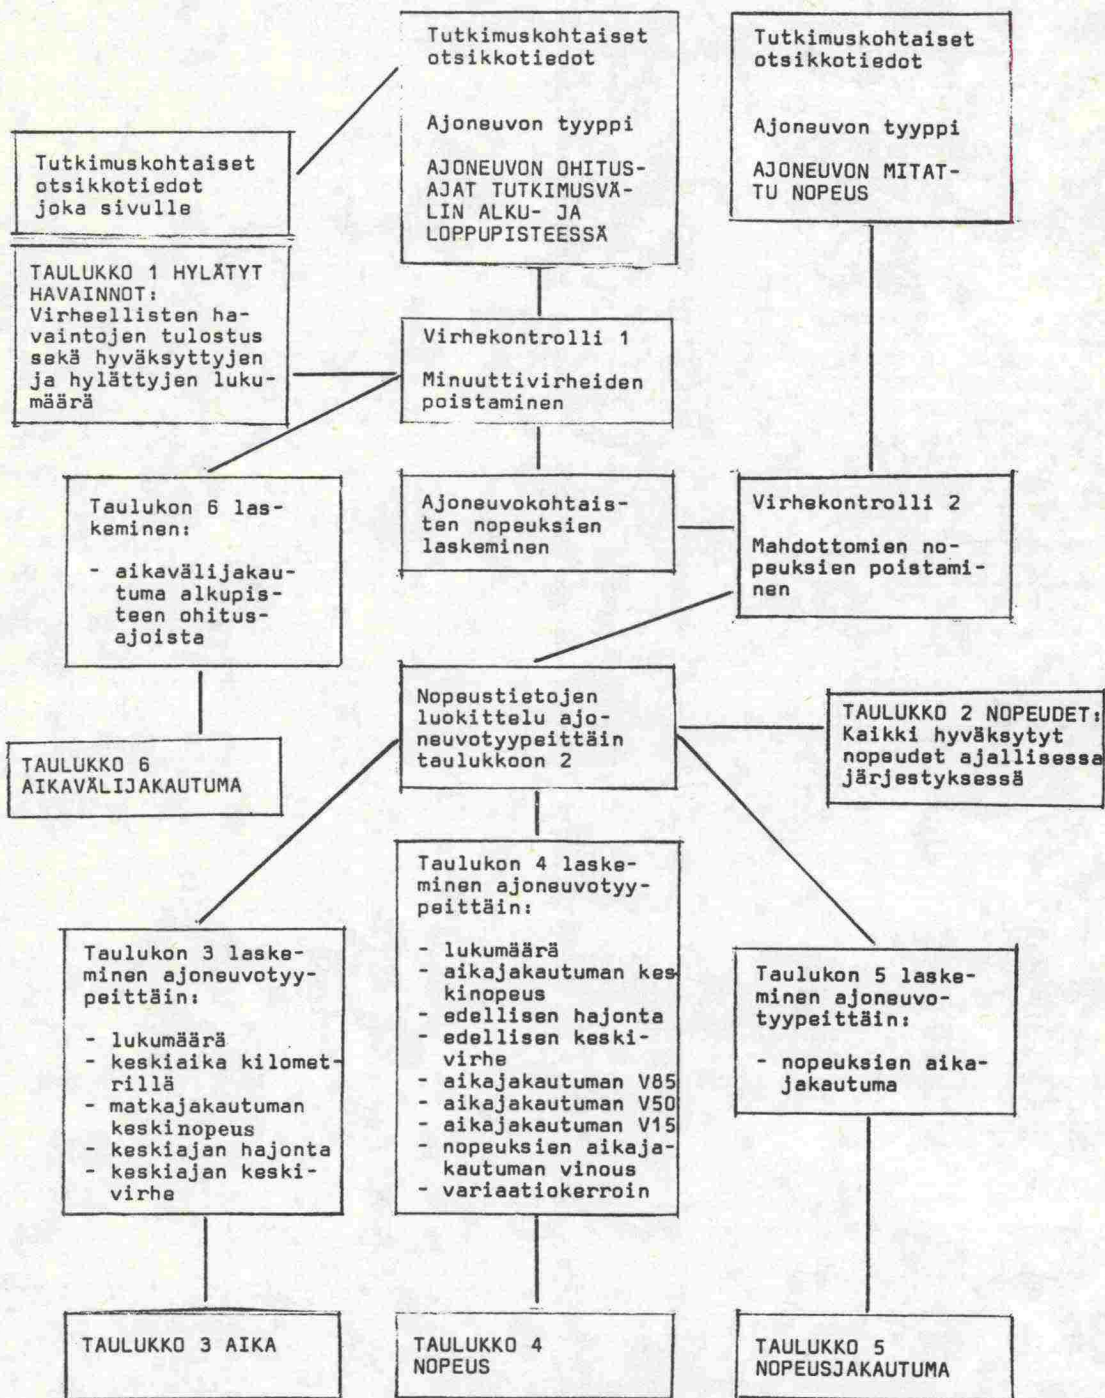 Tutkimuskohtaiset
otsikkotiedot
Ajoneuvon tyyppi
AJONEUVON OHITUS-
AJAT TUTKIMUSVÄ-
LIN ALKU- JA
LOPPUPISTEESSÄ
Tutkimuskohtaiset
otsikkotiedot
Ajoneuvon tyyppi
AJONEUVON MITAT-
TU NOPEUS
Tutkimuskohtaiset
otsikkotiedot
joka sivulle
TAULUKKO 1 HYLÄTYT
HAVAINNOT:
Virheellisten ha-
vaintojen tulostus
sekä hyväksyttyjen
ja hylättyjen luku-
määrä
Virhekontrolli 1
Minuuttivirheiden
poistaminen
Taulukon 6 las-
keminen:
- aikavälijakau-
tuma alkupis-
teen ohitus-
ajoista
Ajoneuvokohtais-
ten nopeuksien
laskeminen
Virhekontrolli 2
Mahdottomien no-
peuksien poistami-
nen
TAULUKKO 6
AIKAVÄLIJAKAUTUMA
Nopeustietojen
luokittelu ajo-
neuvotyypeittäin
taulukkoon 2
TAULUKKO 2 NOPEUDET:
Kaikki hyväksytyt
nopeudet ajallisessa
järjestyksessä
Taulukon 3 laske-
minen ajoneuvotyy-
peittäin:
- lukumäärä
- keskiaika kilomet-
rillä
- matkajakautuman
keskinopeus
- keskiajan hajonta
- keskiajan keski-
virhe
Taulukon 4 laske-
minen ajoneuvotyy-
peittäin:
- lukumäärä
- aikajakautuman kes
kinopeus
- edellisen hajonta
- edellisen keski-
virhe
- aikajakautuman V85
- aikajakautuman V50
- aikajakautuman V15
- nopeuksien aikaja-
kautuman vinous
- variaatiokerroin
Taulukon 5 laske-
minen ajoneuvo-
tyypeittäin:
- nopeuksien aika-
jakautuma
TAULUKKO 3 AIKA
TAULUKKO 4
NOPEUS
TAULUKKO 5
NOPEUSJAKAUTUMA